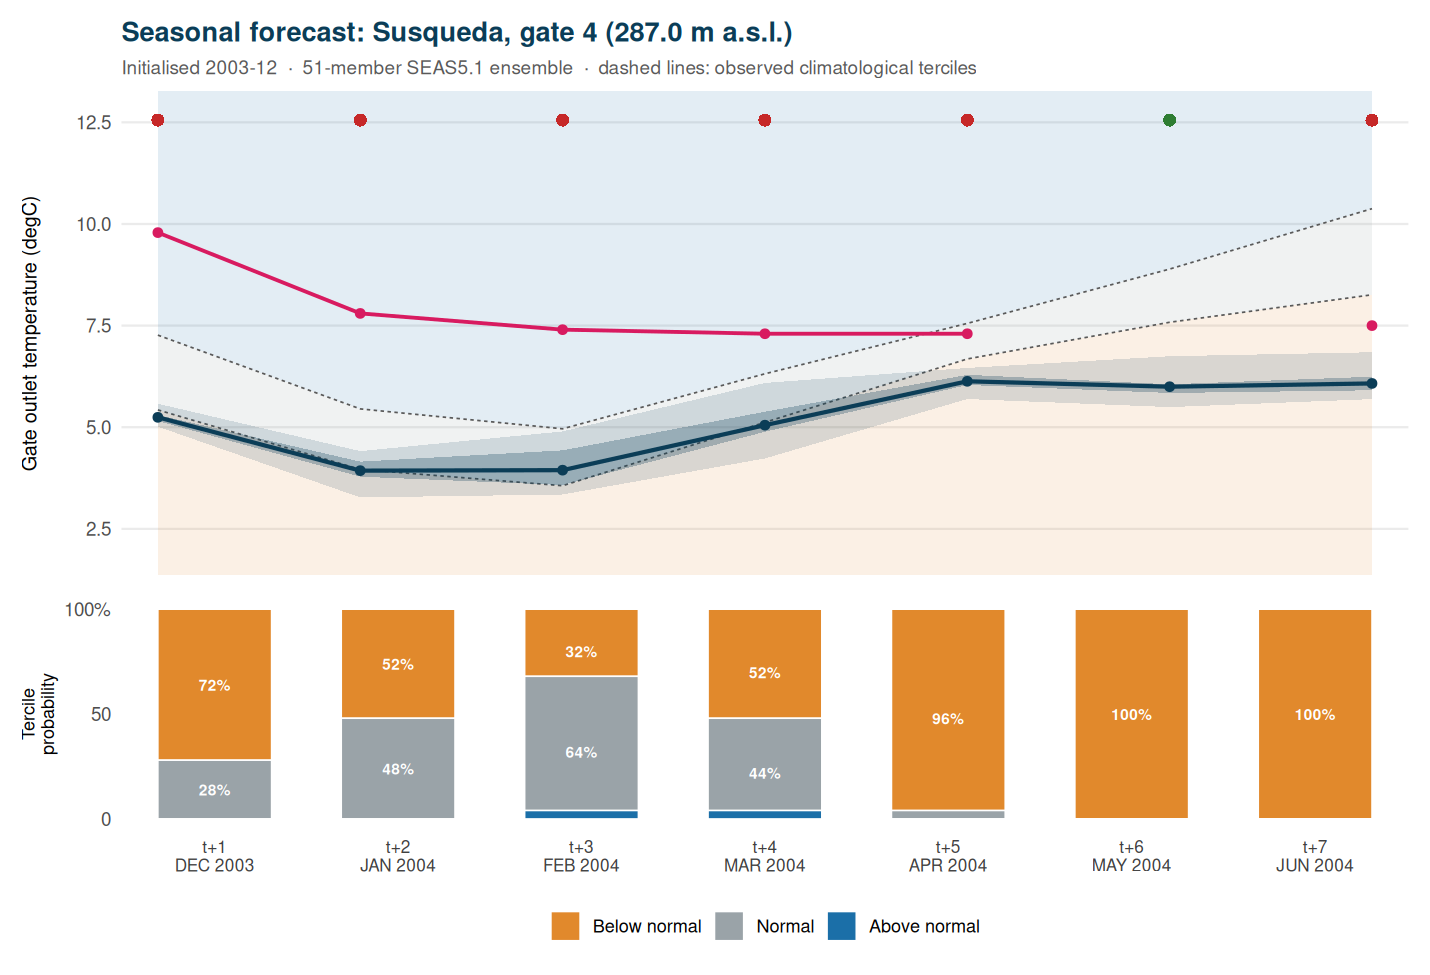 Seasonal forecast: Susqueda, gate 4 (287.0 m a.s.l.)
Initialised 2003-12 · 51-member SEAS5.1 ensemble · dashed lines: observed climatological terciles
Gate outlet temperature (degC)
12.5
10.0
7.5
5.0
2.5
Tercile
probability
100%
50
0
72%
28%
52%
48%
32%
64%
52%
44%
96%
100%
100%
t+1
DEC 2003
t+2
JAN 2004
t+3
FEB 2004
t+4
MAR 2004
t+5
APR 2004
t+6
MAY 2004
t+7
JUN 2004
Below normal Normal Above normal